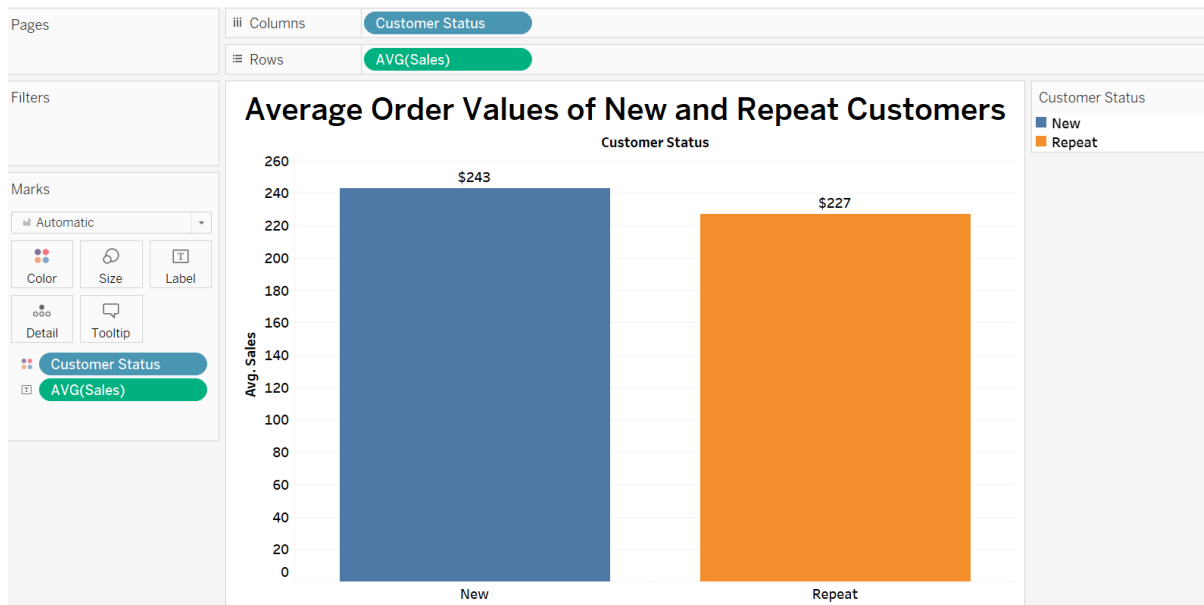 Pages
Columns
Customer Status
Rows
AVG(Sales)
Filters
Marks
Automatic
Color
Size
Label
Detail
Tooltip
Customer Status
AVG(Sales)
Average Order Values of New and Repeat Customers
Customer Status
260
240
220
200
180
160
140
120
100
80
60
40
20
0
Avg. Sales
$243
$227
New
Repeat
Customer Status
New
Repeat